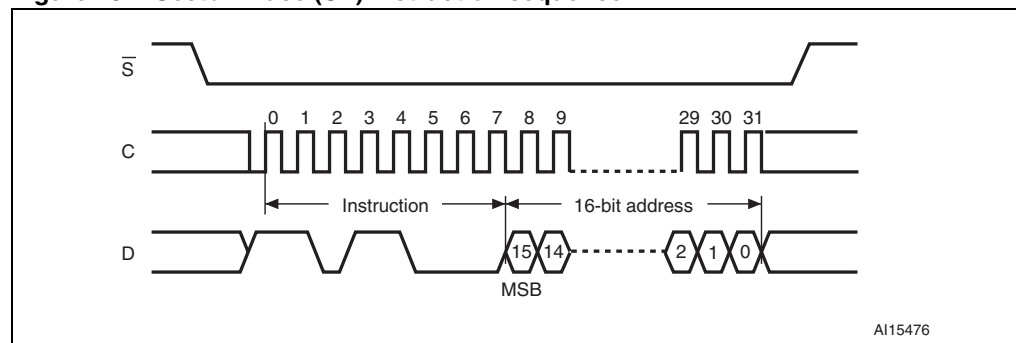 S
0 1 2 3 4 5 6 7 8 9 29 30 31
C
Instruction 16-bit address
D 15 14 2 1 0
MSB
AI15476